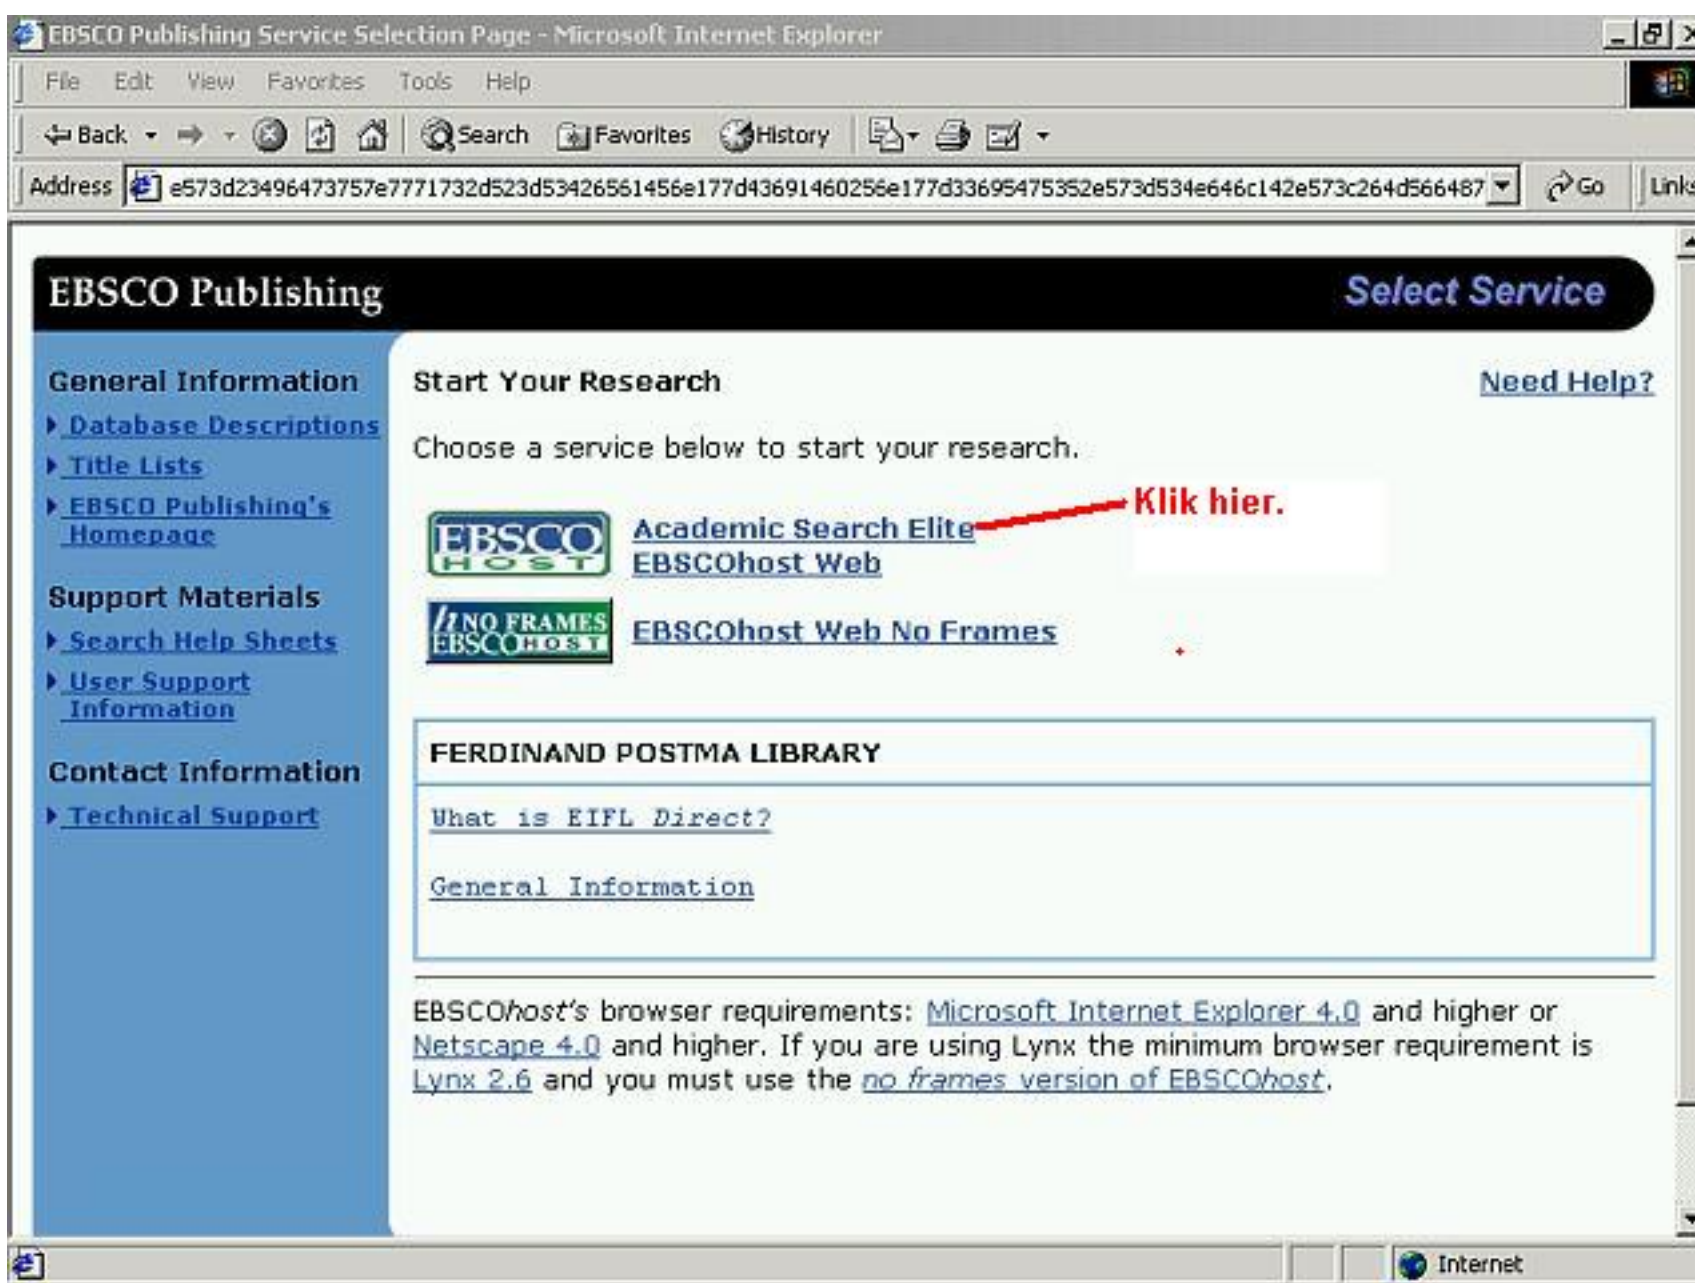 EBSCO Publishing Service Selection Page - Microsoft Internet Explorer
File Edit View Favorites Tools Help
Back Search Favorites History
Address e573d23496473757e7771732d523d53426561456e177d43691460256e177d33695475352e573d534e646c142e573c264d566487 Go Links
EBSCO Publishing
Select Service
General Information
Database Descriptions
Title Lists
EBSCO Publishing's
Homepage
Support Materials
Search Help Sheets
User Support
Information
Contact Information
Technical Support
Start Your Research
Need Help?
Choose a service below to start your research.
EBSCO
HOST
Academic Search Elite
Klik hier.
EBSCOhost Web
NO FRAMES
EBSCOHOST
EBSCOhost Web No Frames
FERDINAND POSTMA LIBRARY
What is EIFL Direct?
General Information
EBSCOhost's browser requirements: Microsoft Internet Explorer 4.0 and higher or
Netscape 4.0 and higher. If you are using Lynx the minimum browser requirement is
Lynx 2.6 and you must use the no frames version of EBSCOhost.
Internet